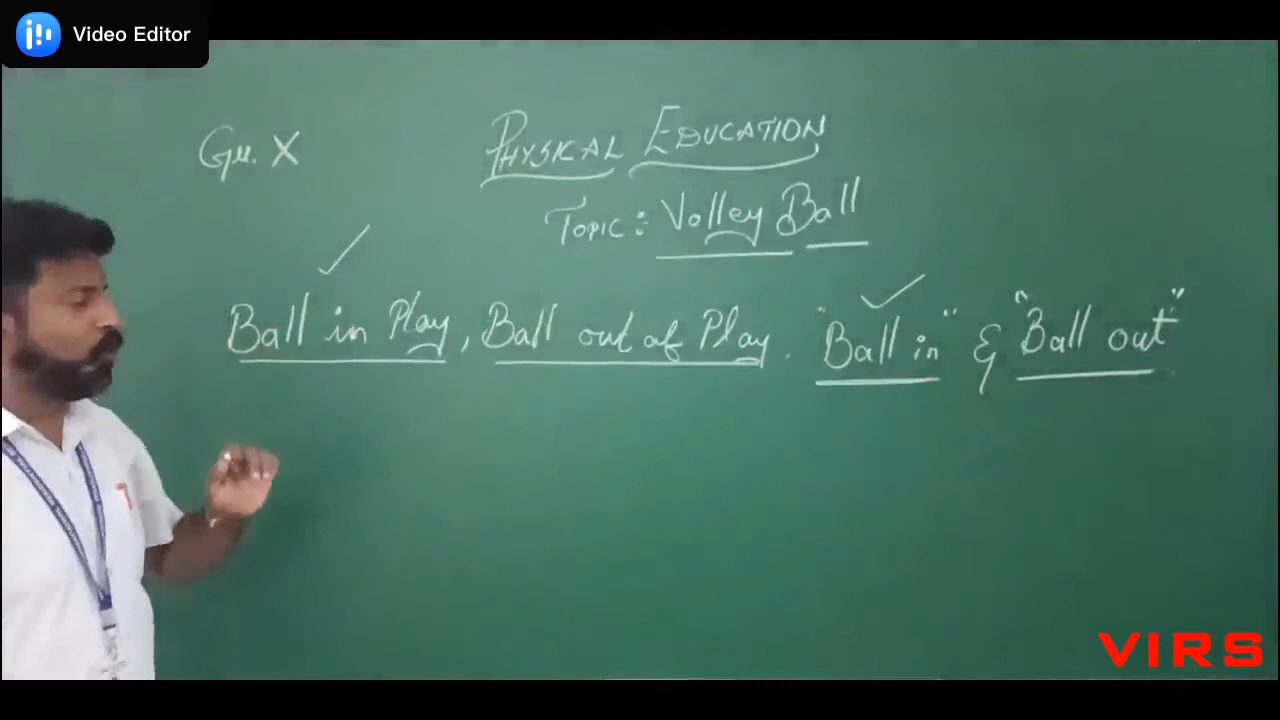 Video Editor
Gr. X
PHYSICAL EDUCATION
TOPIC: Volley Ball
Ball in Play, Ball out of Play. "Ball in" & "Ball out"
VIRS